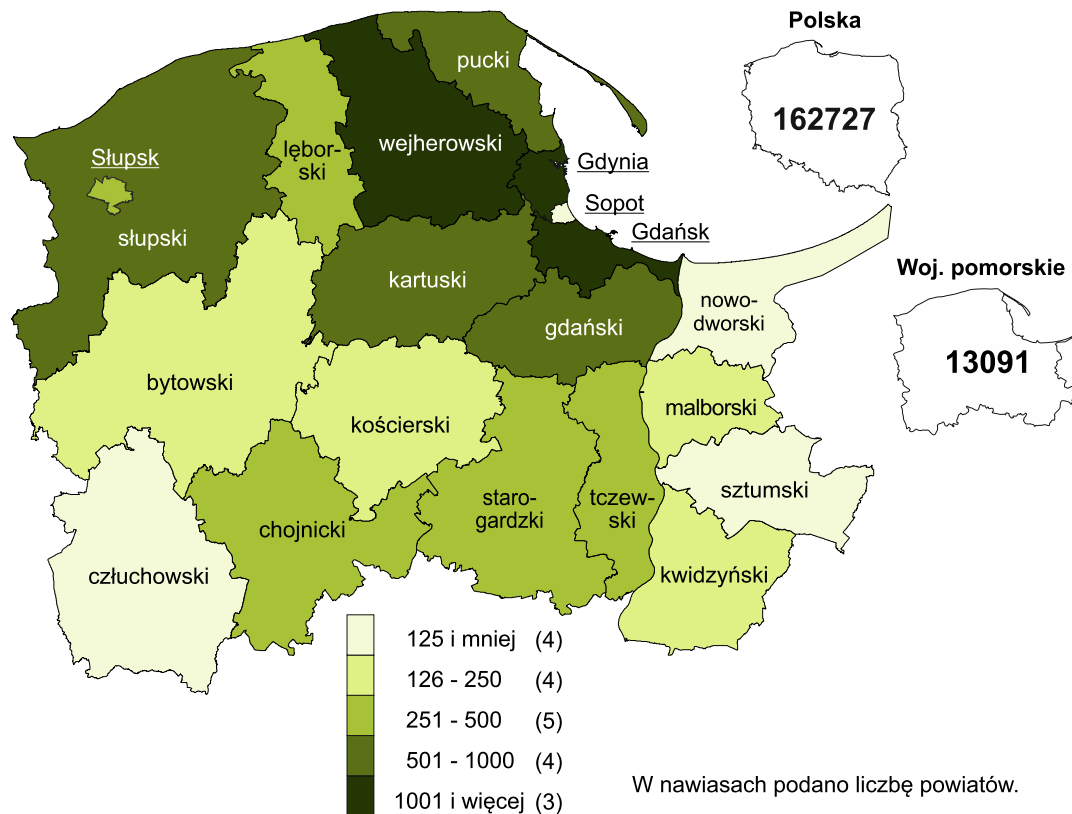 Polska
162727
pucki
wejherowski
lębor-
ski
Słupsk
Gdynia
Sopot
Gdańsk
słupski
Woj. pomorskie
13091
kartuski
nowo-
dworski
gdański
bytowski
malborski
kościerski
sztumski
staro-
gardzki
tczew-
ski
chojnicki
człuchowski
kwidzyński
125 i mniej (4)
126 - 250 (4)
251 - 500 (5)
501 - 1000 (4)
1001 i więcej (3)
W nawiasach podano liczbę powiatów.